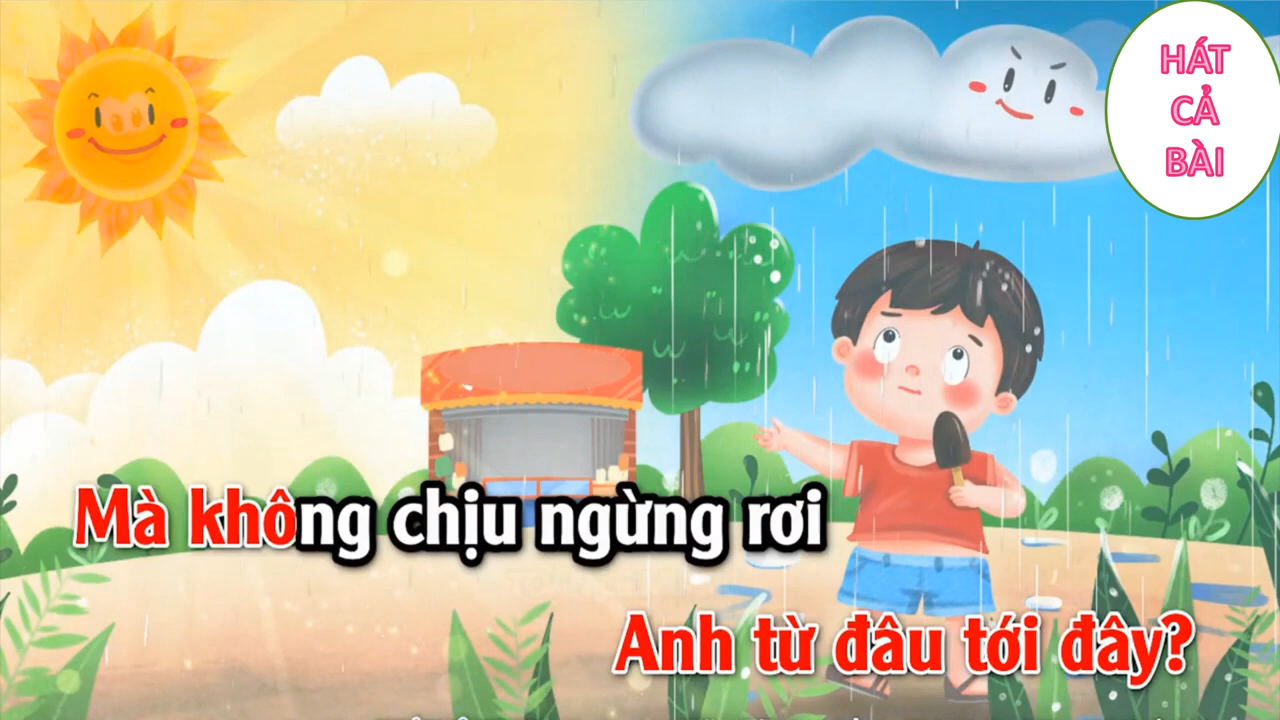 HÁT
CẢ
BÀI
Mà không chịu ngừng rơi
Anh từ đâu tới đây?